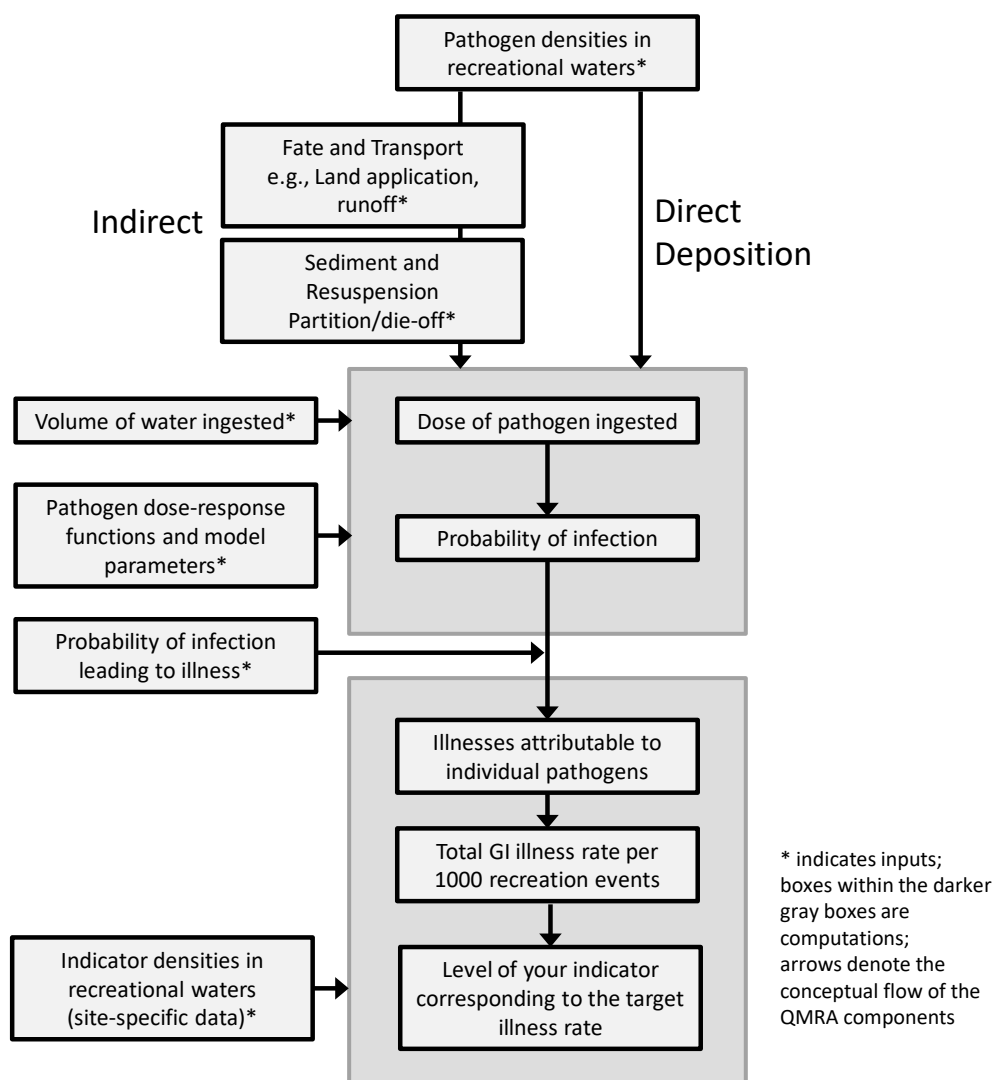 Pathogen densities in
recreational waters*
Fate and Transport
e.g., Land application,
runoff*
Indirect
Direct
Deposition
Sediment and
Resuspension
Partition/die-off*
Volume of water ingested*
Dose of pathogen ingested
Pathogen dose-response
functions and model
parameters*
Probability of infection
Probability of infection
leading to illness*
Illnesses attributable to
individual pathogens
Total GI illness rate per
1000 recreation events
Indicator densities in
recreational waters
(site-specific data)*
Level of your indicator
corresponding to the target
illness rate
* indicates inputs;
boxes within the darker
gray boxes are
computations;
arrows denote the
conceptual flow of the
QMRA components